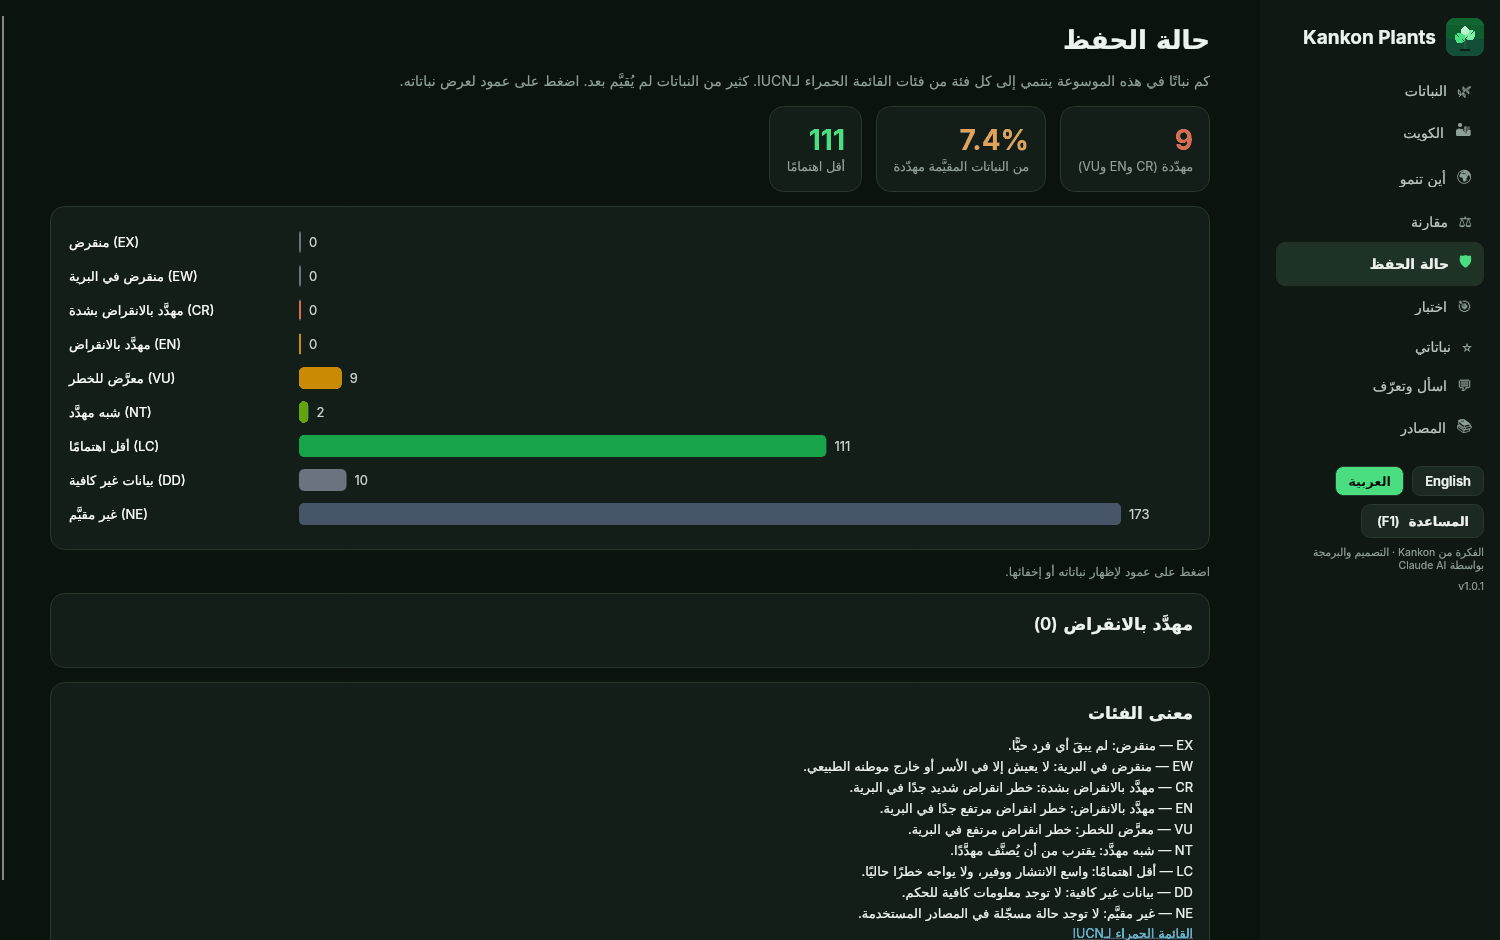 Kankon Plants
النباتات
الكويت
أين تنمو
مقارنة
حالة الحفظ
اختبار
نباتاتي
اسأل وتعرّف
المصادر
English
العربية
المساعدة (F1)
الفكرة من Kankon · التصميم والبرمجة
بواسطة Claude AI
v1.0.1
حالة الحفظ
كم نباتًا في هذه الموسوعة ينتمي إلى كل فئة من فئات القائمة الحمراء لـIUCN. كثير من النباتات لم يُقيَّم بعد. اضغط على عمود لعرض نباتاته.
9
مهدّدة (CR وEN وVU)
7.4%
من النباتات المقيَّمة مهدّدة
111
أقل اهتمامًا
منقرض (EX) 0
منقرض في البرية (EW) 0
مهدَّد بالانقراض بشدة (CR) 0
مهدَّد بالانقراض (EN) 0
معرَّض للخطر (VU) 9
شبه مهدَّد (NT) 2
أقل اهتمامًا (LC) 111
بيانات غير كافية (DD) 10
غير مقيَّم (NE) 173
اضغط على عمود لإظهار نباتاته أو إخفائها.
مهدَّد بالانقراض (0)
معنى الفئات
EX — منقرض: لم يبقَ أي فرد حيًّا.
EW — منقرض في البرية: لا يعيش إلا في الأسر أو خارج موطنه الطبيعي.
CR — مهدَّد بالانقراض بشدة: خطر انقراض شديد جدًا في البرية.
EN — مهدَّد بالانقراض: خطر انقراض مرتفع جدًا في البرية.
VU — معرَّض للخطر: خطر انقراض مرتفع في البرية.
NT — شبه مهدَّد: يقترب من أن يُصنَّف مهدَّدًا.
LC — أقل اهتمامًا: واسع الانتشار ووفير، ولا يواجه خطرًا حاليًا.
DD — بيانات غير كافية: لا توجد معلومات كافية للحكم.
NE — غير مقيَّم: لا توجد حالة مسجّلة في المصادر المستخدمة.
القائمة الحمراء لـIUCN